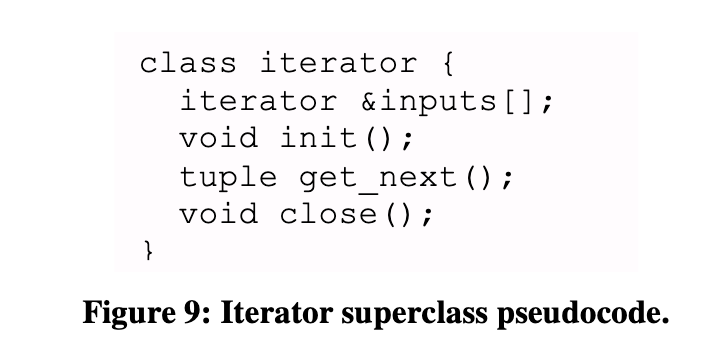 class iterator {
iterator &inputs[];
void init();
tuple get_next();
void close();
}
Figure 9: Iterator superclass pseudocode.